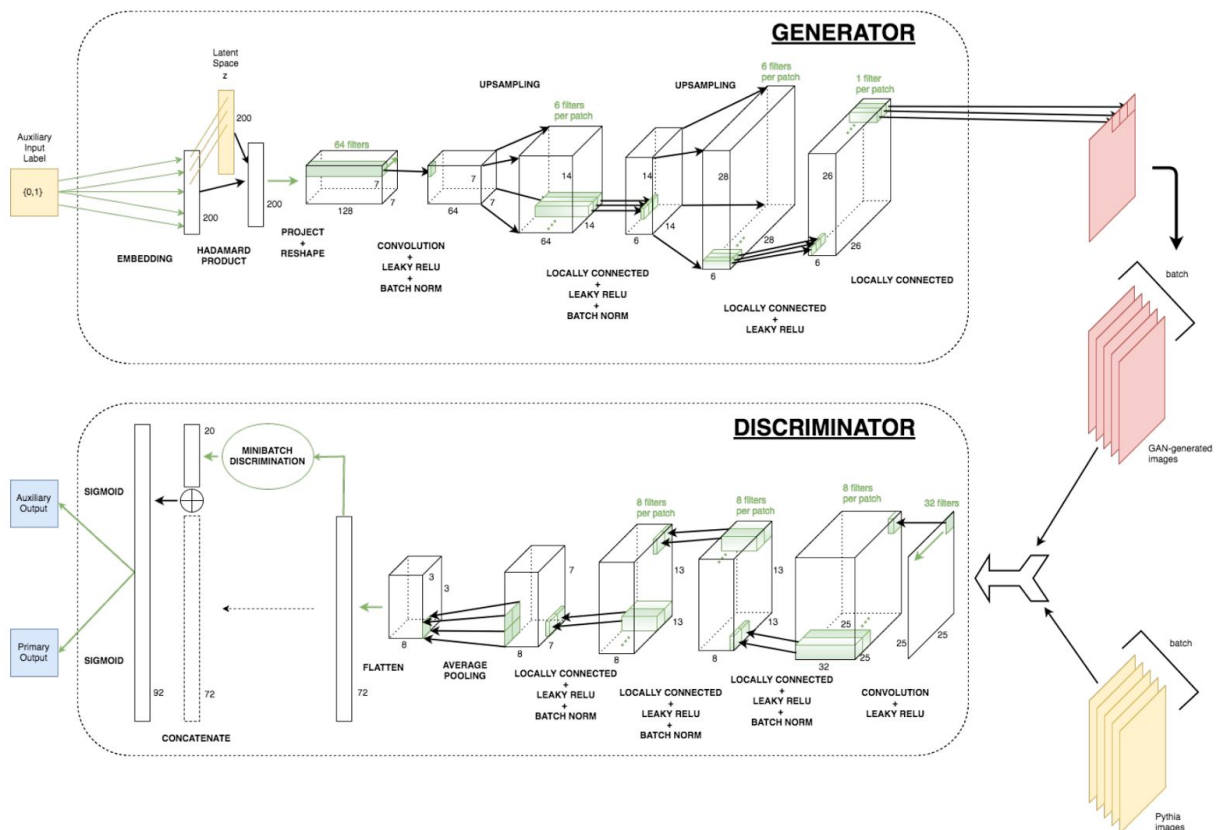 GENERATOR
Latent
Space
z
200
Auxiliary
Input
Label
{0,1}
200
200
EMBEDDING
HADAMARD
PRODUCT
PROJECT
+
RESHAPE
64 filters
7
7
128
CONVOLUTION
+
LEAKY RELU
+
BATCH NORM
7
7
64
UPSAMPLING
6 filters
per patch
14
14
64
LOCALLY CONNECTED
+
LEAKY RELU
+
BATCH NORM
14
14
6
UPSAMPLING
6 filters
per patch
28
28
6
LOCALLY CONNECTED
+
LEAKY RELU
1 filter
per patch
26
26
6
LOCALLY CONNECTED
batch
GAN-generated
images
DISCRIMINATOR
Auxiliary
Output
Primary
Output
SIGMOID
SIGMOID
92
20
MINIBATCH
DISCRIMINATION
72
CONCATENATE
72
FLATTEN
3
3
8
AVERAGE
POOLING
7
7
8
LOCALLY CONNECTED
+
LEAKY RELU
+
BATCH NORM
8 filters
per patch
13
13
8
LOCALLY CONNECTED
+
LEAKY RELU
+
BATCH NORM
8 filters
per patch
13
13
8
LOCALLY CONNECTED
+
LEAKY RELU
+
BATCH NORM
8 filters
per patch
25
25
32
CONVOLUTION
+
LEAKY RELU
32 filters
25
25
batch
Pythia
images